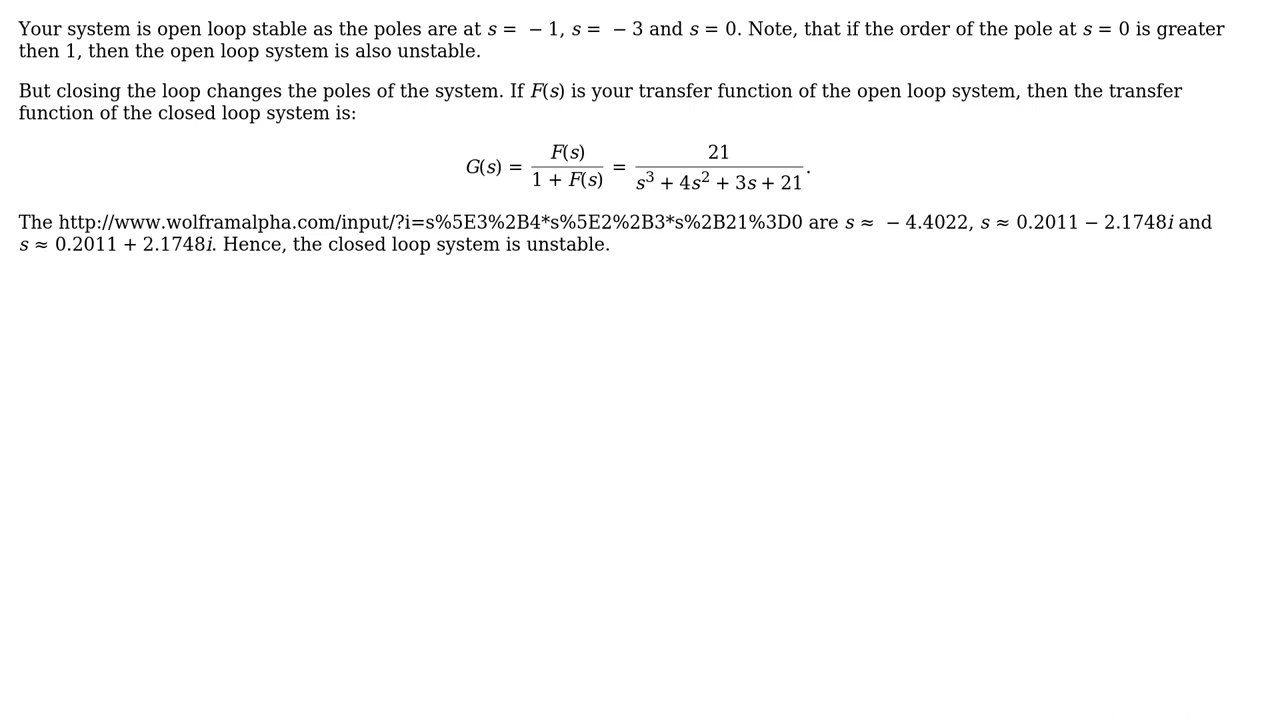 Your system is open loop stable as the poles are at s = − 1, s = − 3 and s = 0. Note, that if the order of the pole at s = 0 is greater
then 1, then the open loop system is also unstable.
But closing the loop changes the poles of the system. If F(s) is your transfer function of the open loop system, then the transfer
function of the closed loop system is:
G(s) = F(s) / (1 + F(s)) = 21 / (s³ + 4s² + 3s + 21).
The http://www.wolframalpha.com/input/?i=s%5E3%2B4*s%5E2%2B3*s%2B21%3D0 are s ≈ − 4.4022, s ≈ 0.2011 − 2.1748i and
s ≈ 0.2011 + 2.1748i. Hence, the closed loop system is unstable.